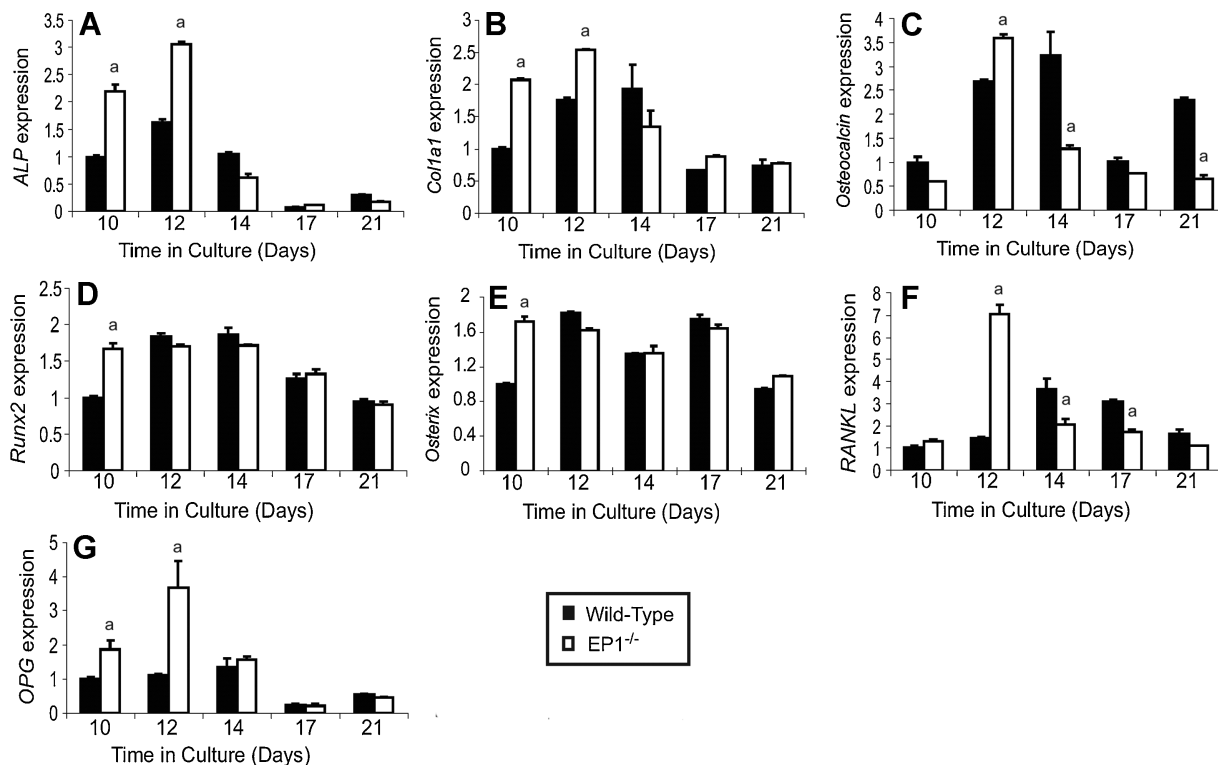 A
ALP expression
3.5
3
2.5
2
1.5
1
0.5
0
a
a
10 12 14 17 21
Time in Culture (Days)
B
Col1a1 expression
3
2.5
2
1.5
1
0.5
0
a
a
10 12 14 17 21
Time in Culture (Days)
C
Osteocalcin expression
4
3.5
3
2.5
2
1.5
1
0.5
0
a
a
a
10 12 14 17 21
Time in Culture (Days)
D
Runx2 expression
2.5
2
1.5
1
0.5
0
a
10 12 14 17 21
Time in Culture (Days)
E
Osterix expression
2
1.6
1.2
0.8
0.4
0
a
10 12 14 17 21
Time in Culture (Days)
F
RANKL expression
8
7
6
5
4
3
2
1
0
a
a
a
10 12 14 17 21
Time in Culture (Days)
G
OPG expression
5
4
3
2
1
0
a
a
10 12 14 17 21
Time in Culture (Days)
Wild-Type
EP1-/-